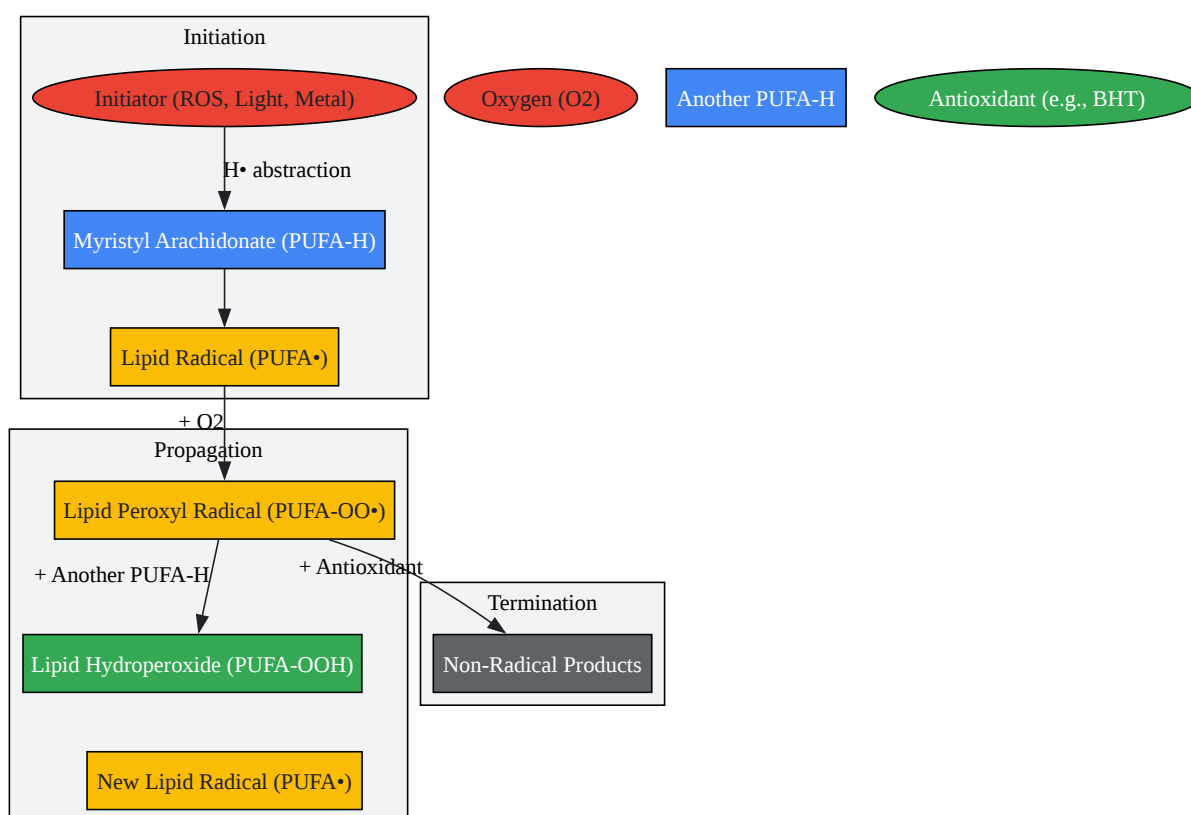 Initiation
Initiator (ROS, Light, Metal)
Oxygen (O2)
Another PUFA-H
Antioxidant (e.g., BHT)
H• abstraction
Myristyl Arachidonate (PUFA-H)
Lipid Radical (PUFA•)
+ O2
Propagation
Lipid Peroxyl Radical (PUFA-OO•)
+ Another PUFA-H
+ Antioxidant
Termination
Lipid Hydroperoxide (PUFA-OOH)
Non-Radical Products
New Lipid Radical (PUFA•)